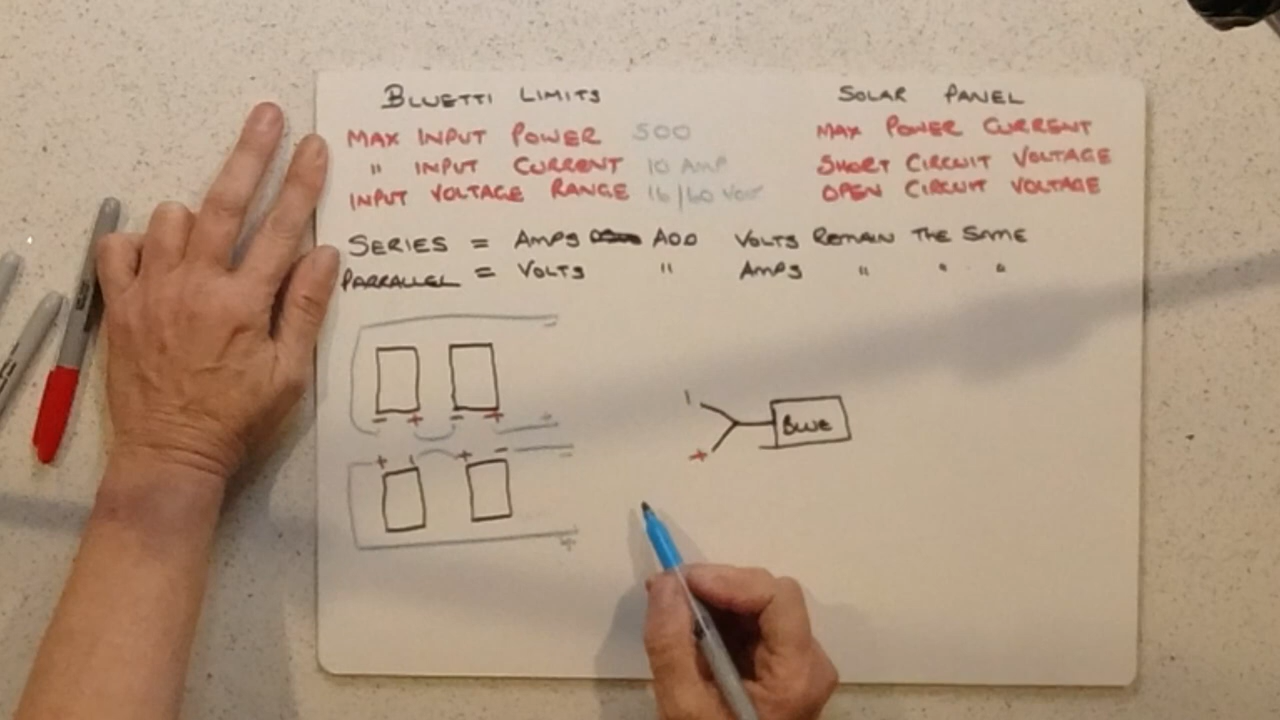 BLUETTI LIMITS
MAX INPUT POWER 500
" INPUT CURRENT 10 AMP
INPUT VOLTAGE RANGE 16/60 VOLT
SOLAR PANEL
MAX POWER CURRENT
SHORT CIRCUIT VOLTAGE
OPEN CIRCUIT VOLTAGE
SERIES = AMPS ADD VOLTS REMAIN THE SAME
PARRALLEL = VOLTS " AMPS " " "
- + - +
+
+ - + -
+
-
+
BLUE